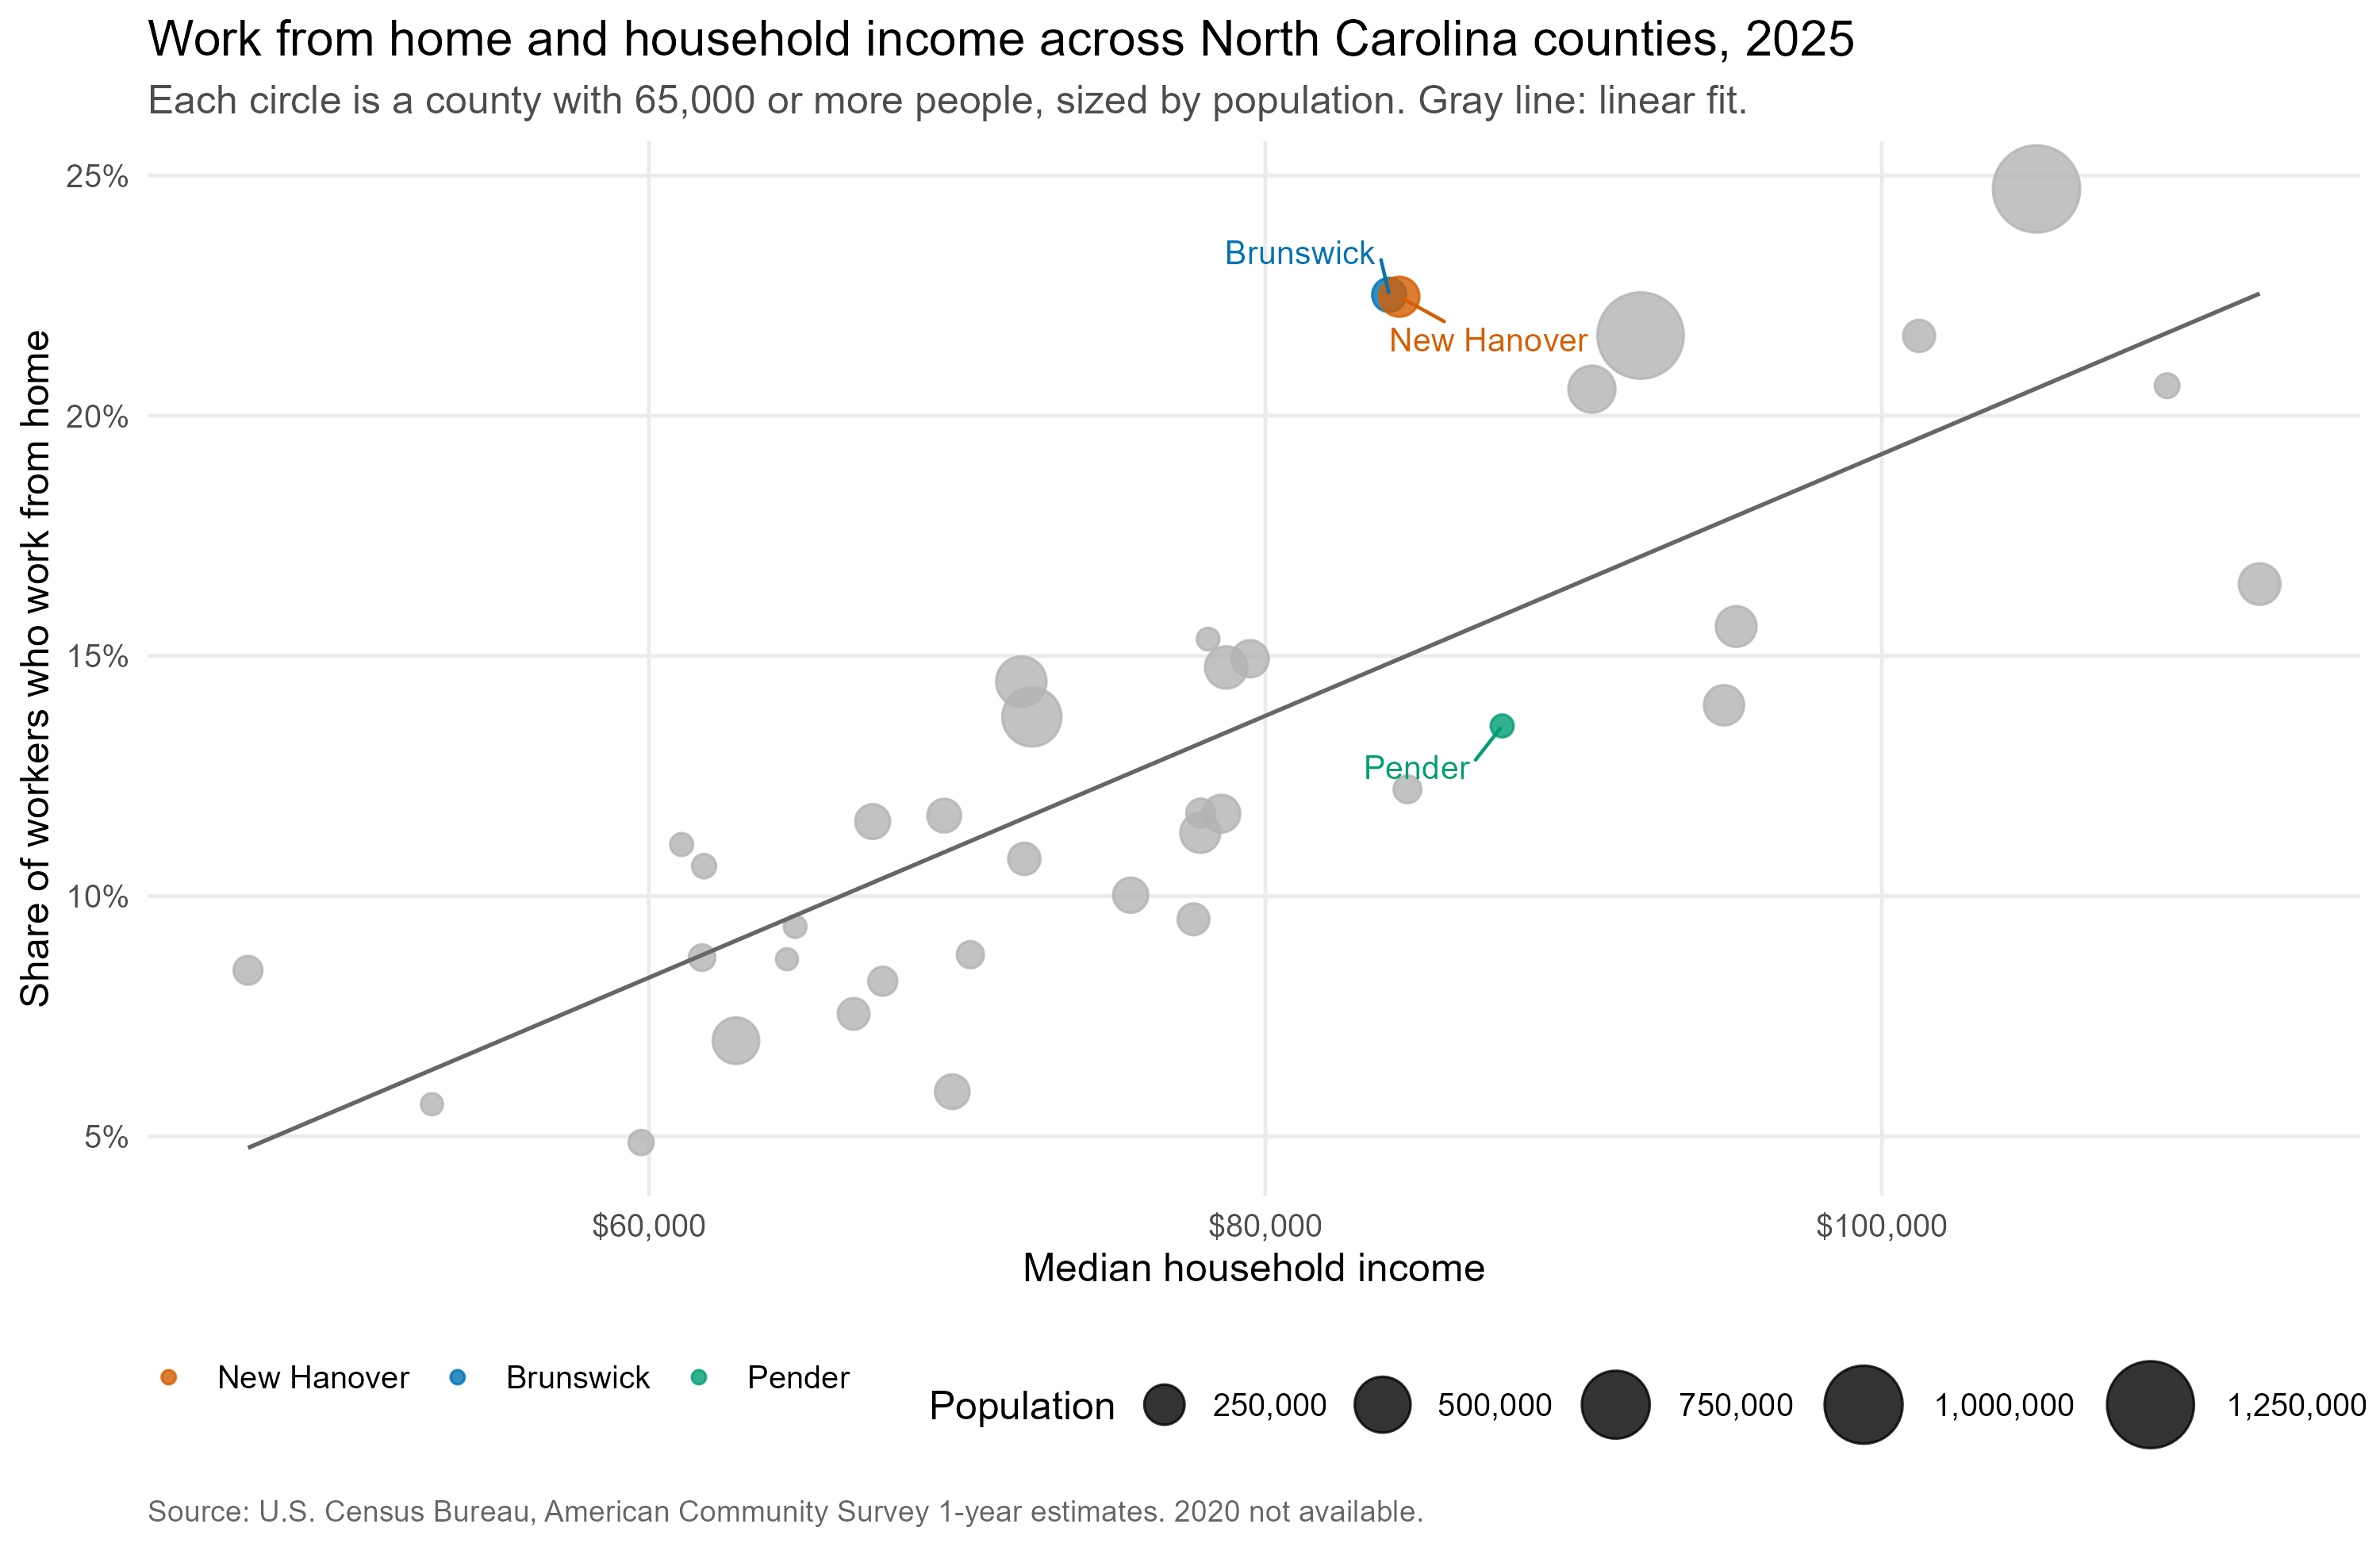 Work from home and household income across North Carolina counties, 2025
Each circle is a county with 65,000 or more people, sized by population. Gray line: linear fit.
Share of workers who work from home
25%
20%
15%
10%
5%
Brunswick
New Hanover
Pender
$60,000
$80,000
$100,000
Median household income
New Hanover
Brunswick
Pender
Population
250,000
500,000
750,000
1,000,000
1,250,000
Source: U.S. Census Bureau, American Community Survey 1-year estimates. 2020 not available.